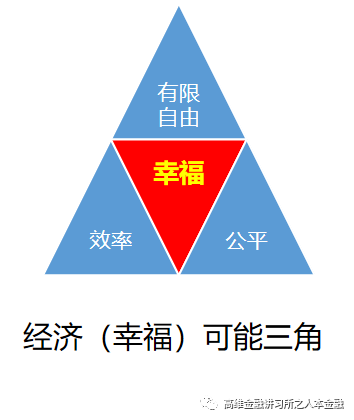 有限
自由
幸福
效率
公平
经济（幸福）可能三角
高维金融讲习所之人本金融